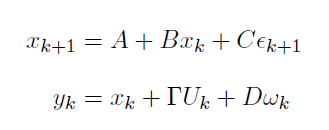 x_{k+1} = A + Bx_k + Cϵ_{k+1}
y_k = x_k + ΓU_k + Dω_k